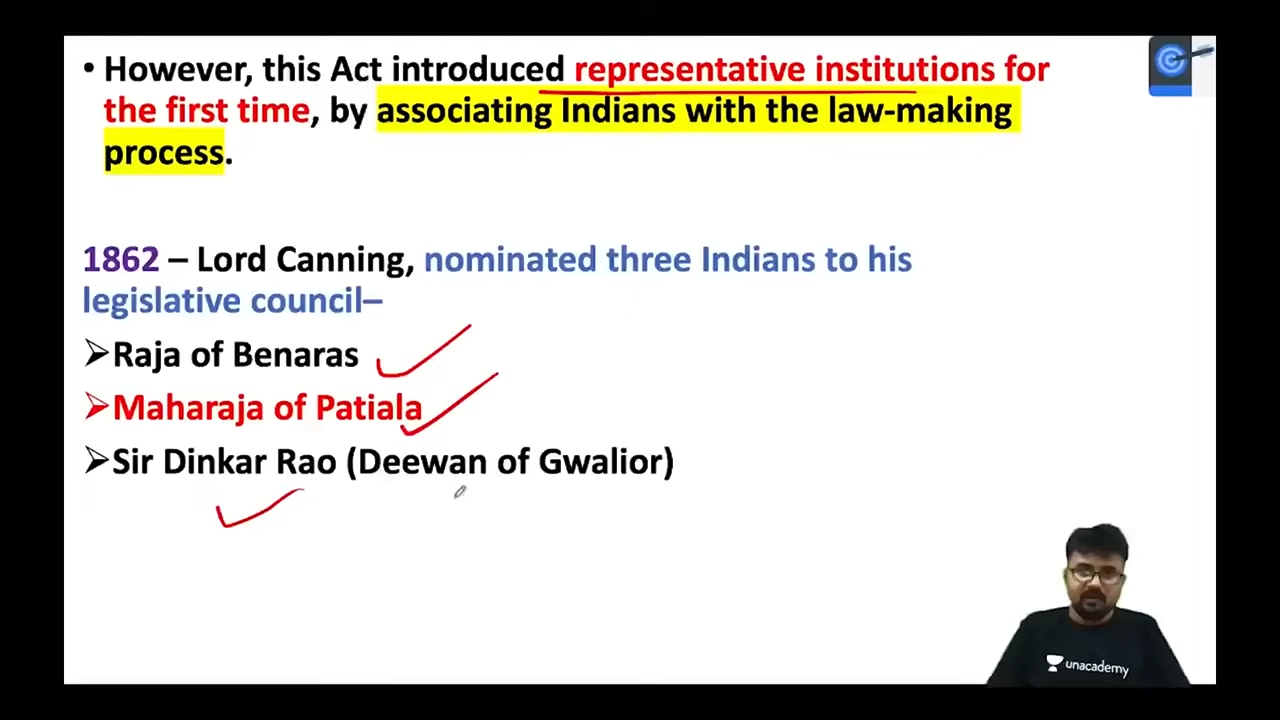 • However, this Act introduced representative institutions for
the first time, by associating Indians with the law-making
process.
1862 – Lord Canning, nominated three Indians to his
legislative council–
➢Raja of Benaras
➢Maharaja of Patiala
➢Sir Dinkar Rao (Deewan of Gwalior)
unacademy